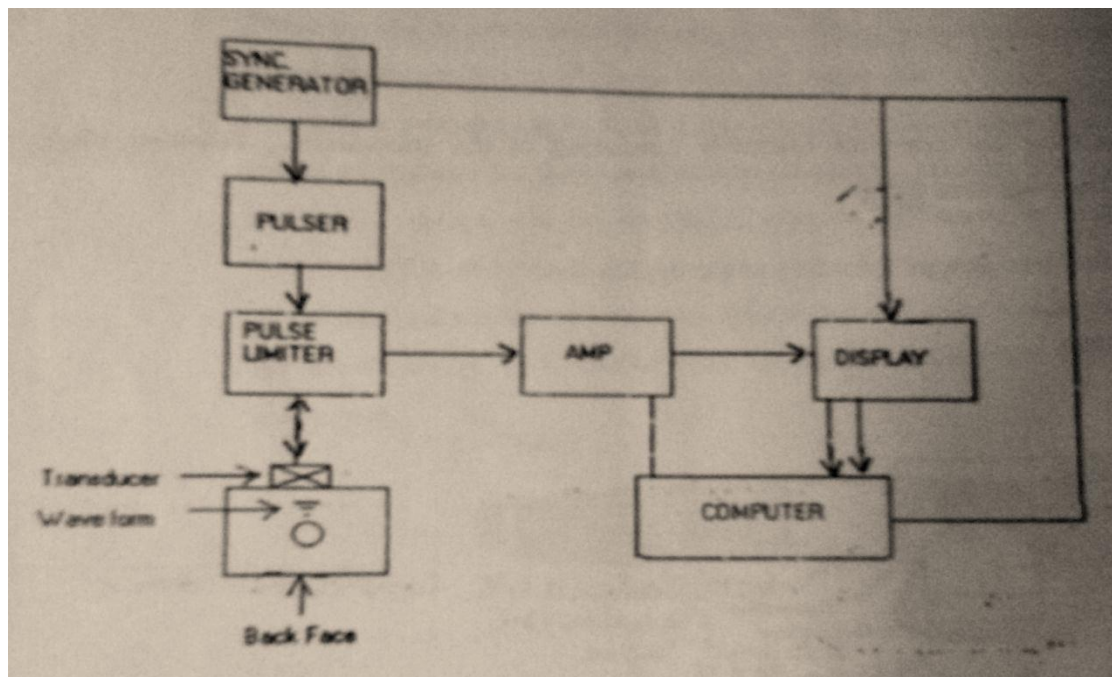 SYNC
GENERATOR
PULSER
PULSE
LIMITER
AMP
DISPLAY
Transducer
Waveform
COMPUTER
Back Face